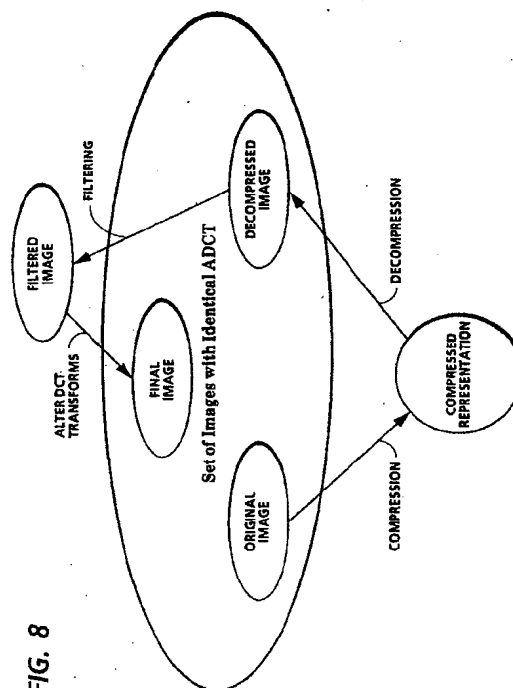 FIG. 8
FILTERED
IMAGE
FILTERING
ALTER DCT
TRANSFORMS
FINAL
IMAGE
DECOMPRESSED
IMAGE
Set of Images with Identical ADCT
ORIGINAL
IMAGE
DECOMPRESSION
COMPRESSION
COMPRESSED
REPRESENTATION